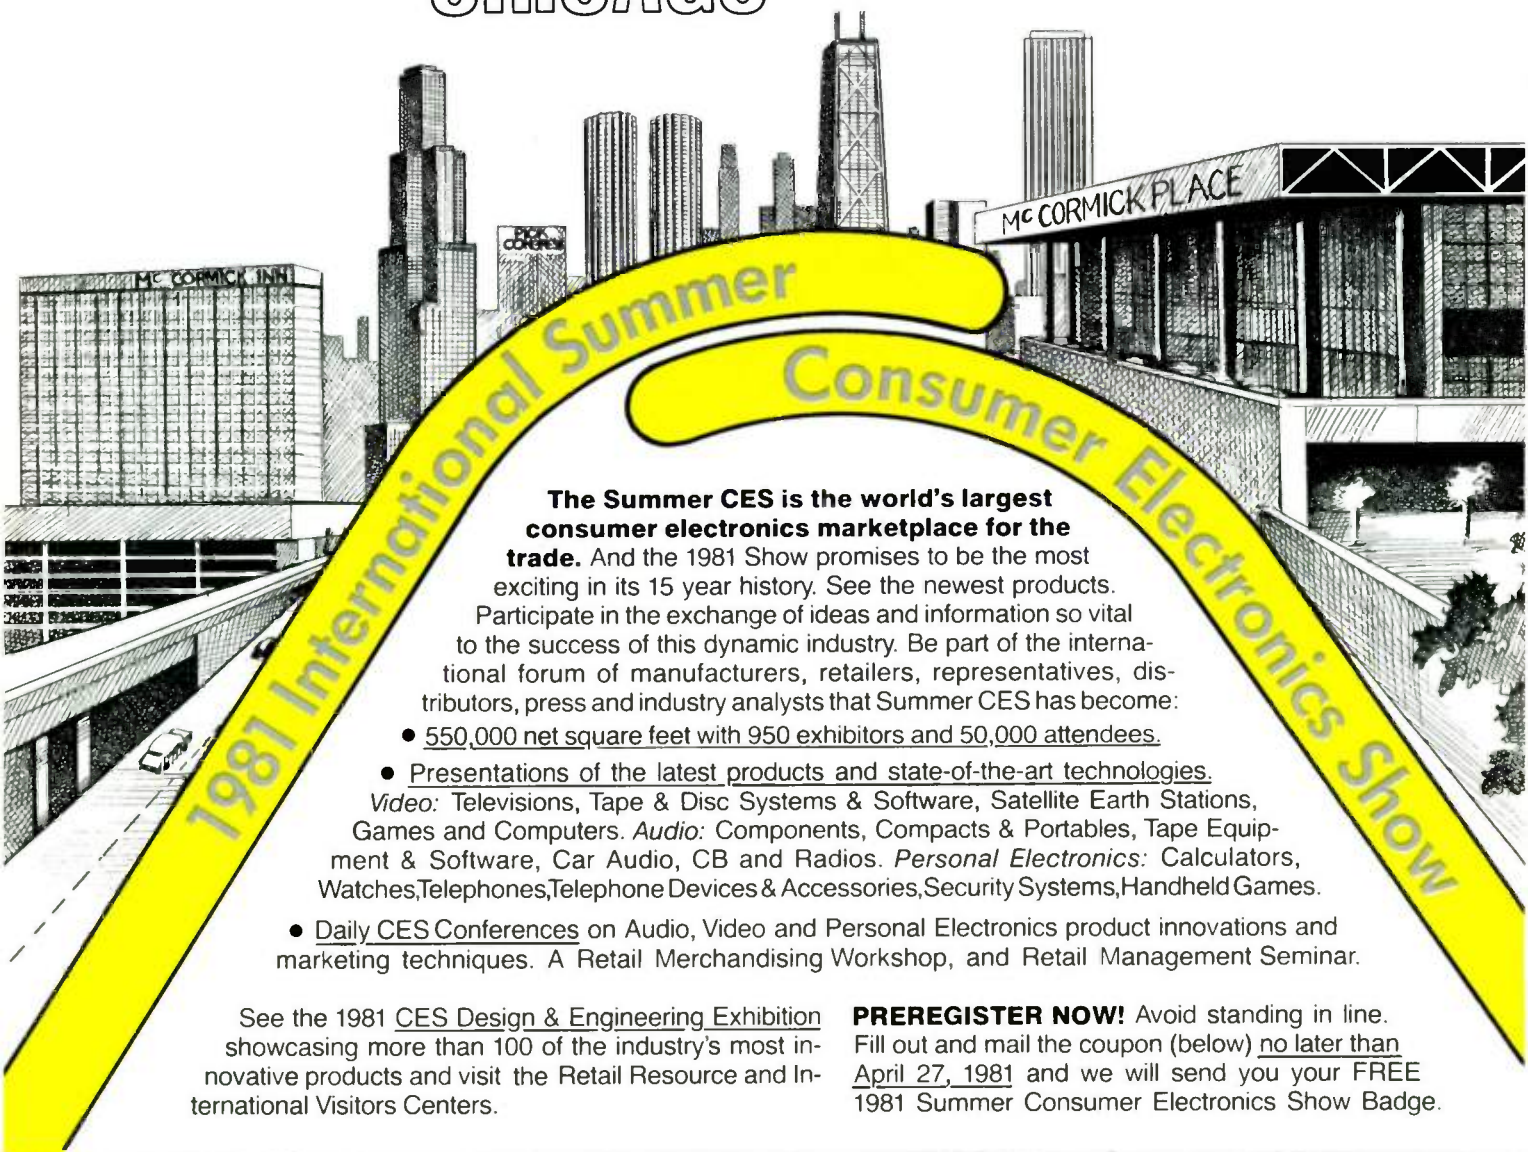 CHICAGO
MC CORMICK PLACE
PICK
CONGRESS
MC CORMICK INN
1981 International Summer
Consumer Electronics Show
The Summer CES is the world's largest
consumer electronics marketplace for the
trade. And the 1981 Show promises to be the most
exciting in its 15 year history. See the newest products.
Participate in the exchange of ideas and information so vital
to the success of this dynamic industry. Be part of the interna-
tional forum of manufacturers, retailers, representatives, dis-
tributors, press and industry analysts that Summer CES has become:
• 550,000 net square feet with 950 exhibitors and 50,000 attendees.
• Presentations of the latest products and state-of-the-art technologies.
Video: Televisions, Tape & Disc Systems & Software, Satellite Earth Stations,
Games and Computers. Audio: Components, Compacts & Portables, Tape Equip-
ment & Software, Car Audio, CB and Radios. Personal Electronics: Calculators,
Watches,Telephones,Telephone Devices & Accessories,Security Systems,Handheld Games.
• Daily CES Conferences on Audio, Video and Personal Electronics product innovations and
marketing techniques. A Retail Merchandising Workshop, and Retail Management Seminar.
See the 1981 CES Design & Engineering Exhibition
showcasing more than 100 of the industry's most in-
novative products and visit the Retail Resource and In-
ternational Visitors Centers.
PREREGISTER NOW! Avoid standing in line.
Fill out and mail the coupon (below) no later than
April 27, 1981 and we will send you your FREE
1981 Summer Consumer Electronics Show Badge.